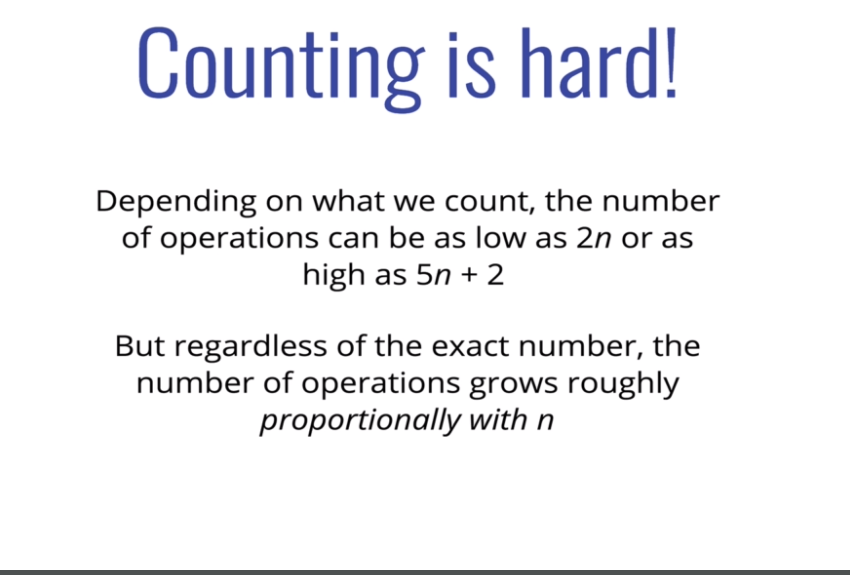 Counting is hard!
Depending on what we count, the number
of operations can be as low as 2n or as
high as 5n + 2
But regardless of the exact number, the
number of operations grows roughly
proportionally with n